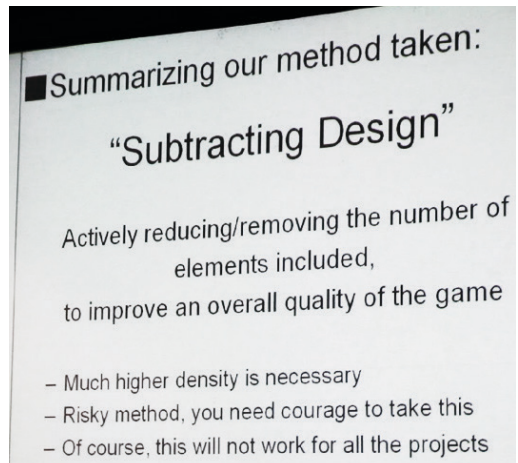 ■Summarizing our method taken:
“Subtracting Design”
Actively reducing/removing the number of
elements included,
to improve an overall quality of the game
– Much higher density is necessary
– Risky method, you need courage to take this
– Of course, this will not work for all the projects